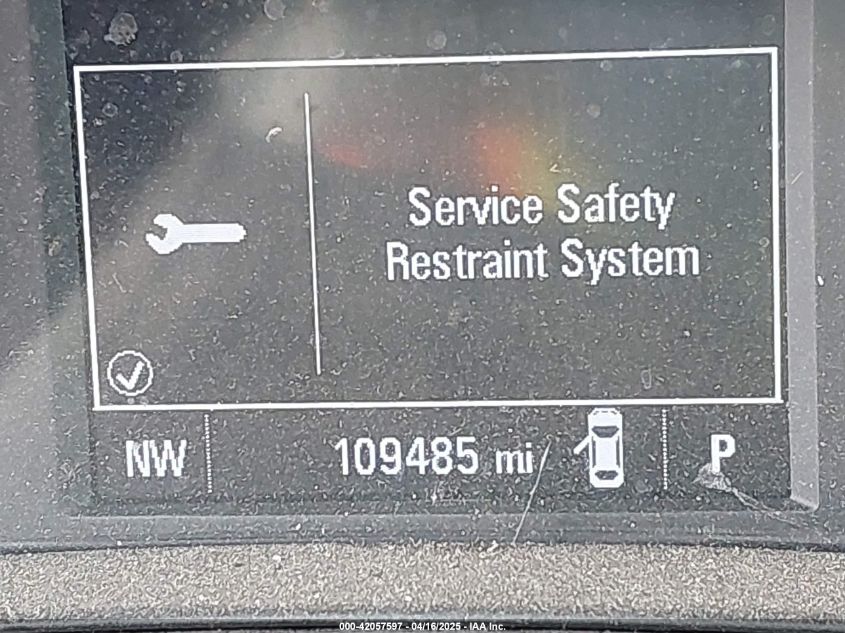 Service Safety
Restraint System
NW 109485 mi P
000-42057597 - 04/16/2025 - IAA Inc.